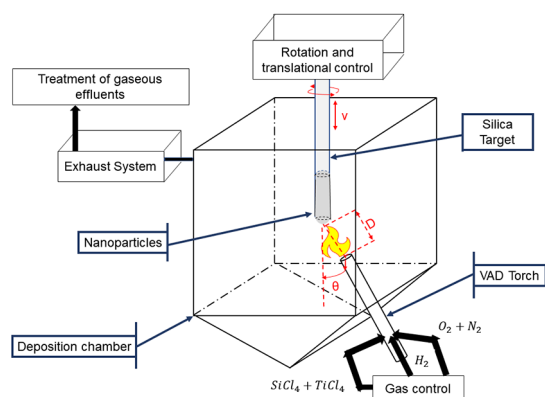 Rotation and
translational control
Treatment of gaseous
effluents
v
Silica
Target
Exhaust System
D
Nanoparticles
θ
VAD Torch
Deposition chamber
O₂ + N₂
H₂
SiCl₄ + TiCl₄
Gas control